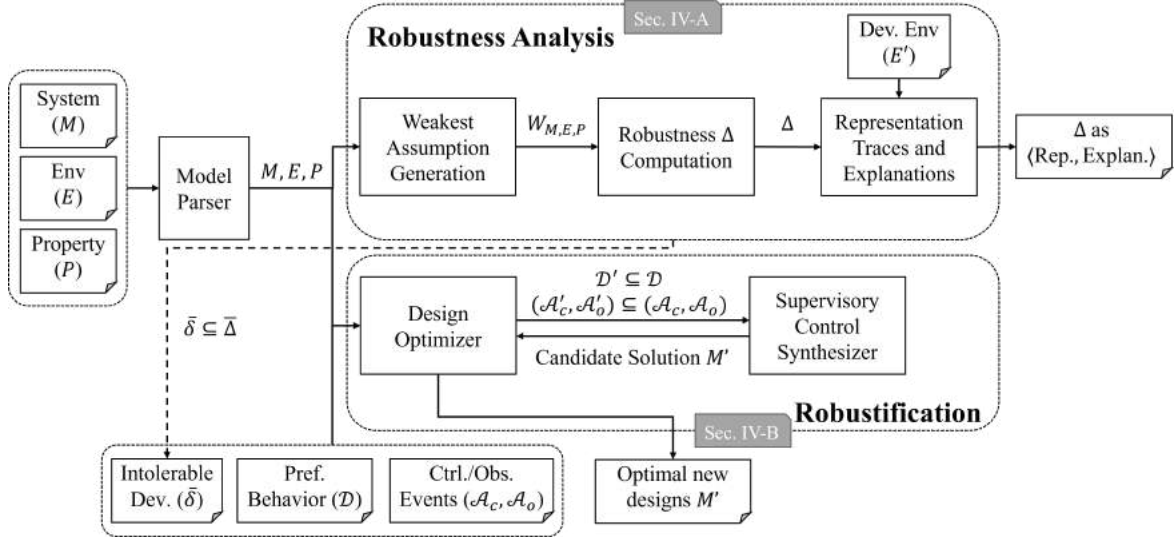 Sec. IV-A
Robustness Analysis
Dev. Env
(E′)
System
(M)
Env
(E)
Property
(P)
Model
Parser
M, E, P
Weakest
Assumption
Generation
W_{M,E,P}
Robustness Δ
Computation
Δ
Representation
Traces and
Explanations
Δ as
⟨Rep., Explan.⟩
δ̄ ⊆ Δ̄
Design
Optimizer
𝒟′ ⊆ 𝒟
(𝒜′_c, 𝒜′_o) ⊆ (𝒜_c, 𝒜_o)
Candidate Solution M′
Supervisory
Control
Synthesizer
Robustification
Sec. IV-B
Intolerable
Dev. (δ̄)
Pref.
Behavior (𝒟)
Ctrl./Obs.
Events (𝒜_c, 𝒜_o)
Optimal new
designs M′